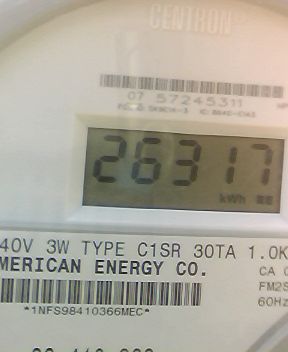 CENTRON
07 57245311
26317
kWh
40V 3W TYPE C1SR 30TA 1.0K
MERICAN ENERGY CO.
CA
FM2S
60Hz
*1NFS98410366MEC*